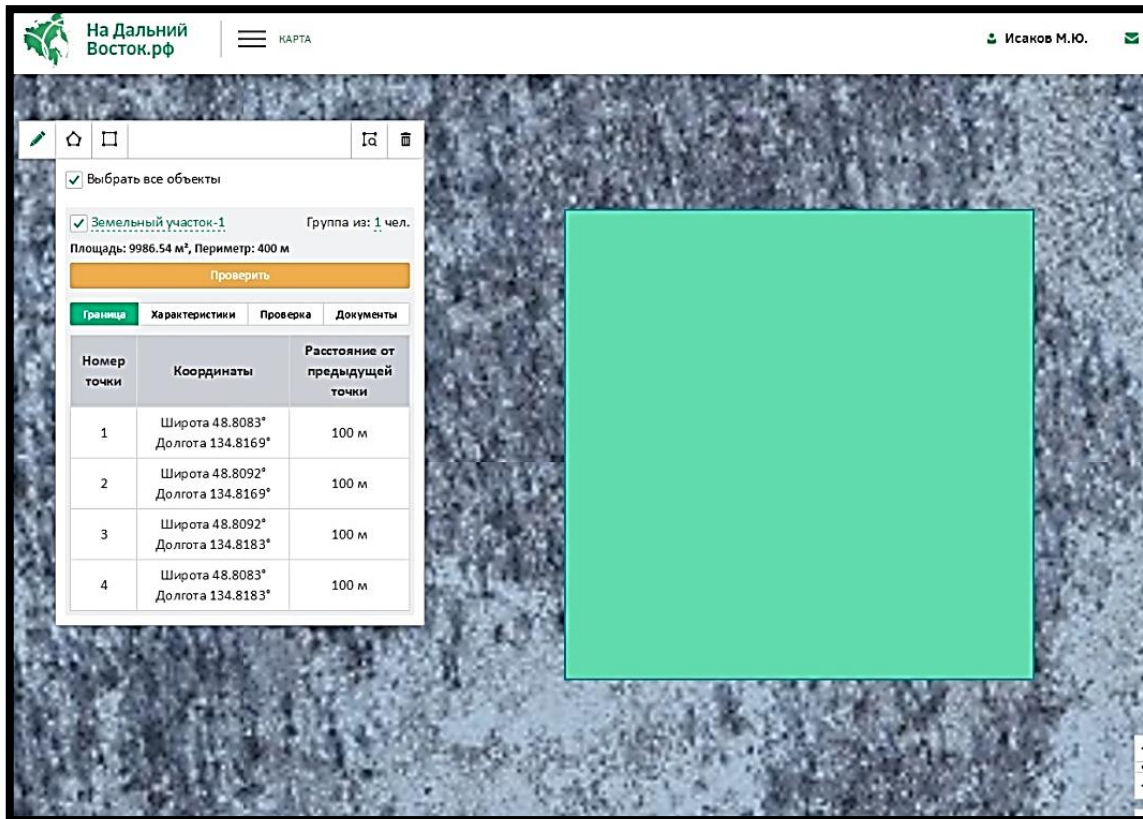 На Дальний
Восток.рф
КАРТА
Исаков М.Ю.
Выбрать все объекты
Земельный участок-1
Группа из: 1 чел.
Площадь: 9986.54 м², Периметр: 400 м
Проверить
Граница
Характеристики
Проверка
Документы
Номер
точки
Координаты
Расстояние от
предыдущей
точки
1
Широта 48.8083°
Долгота 134.8169°
100 м
2
Широта 48.8092°
Долгота 134.8169°
100 м
3
Широта 48.8092°
Долгота 134.8183°
100 м
4
Широта 48.8083°
Долгота 134.8183°
100 м